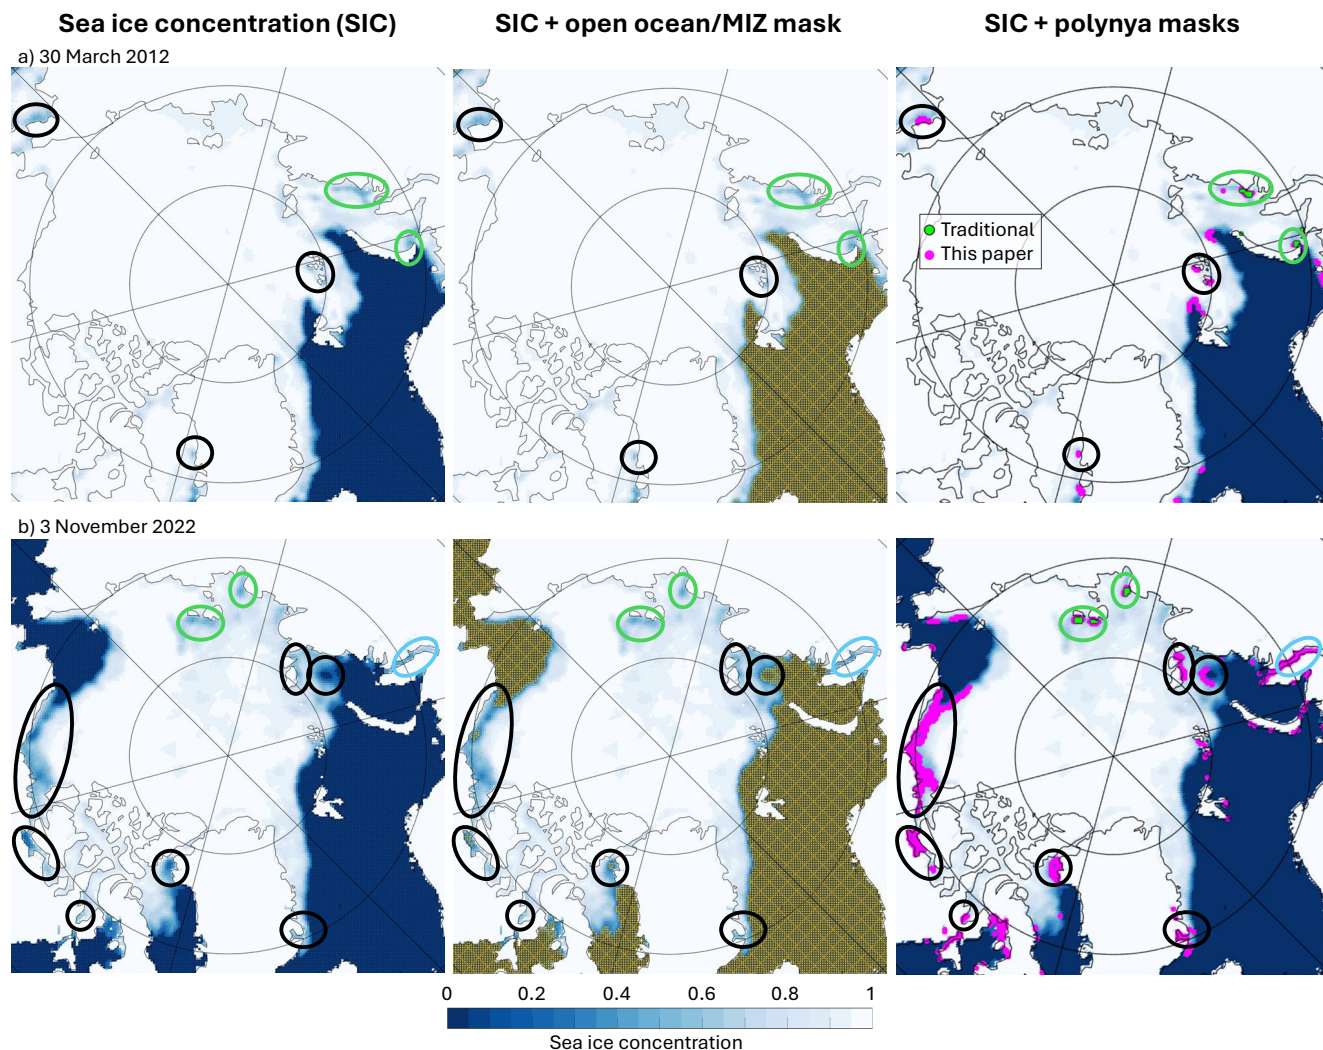 Sea ice concentration (SIC)
SIC + open ocean/MIZ mask
SIC + polynya masks
a) 30 March 2012
Traditional
This paper
b) 3 November 2022
0 0.2 0.4 0.6 0.8 1
Sea ice concentration